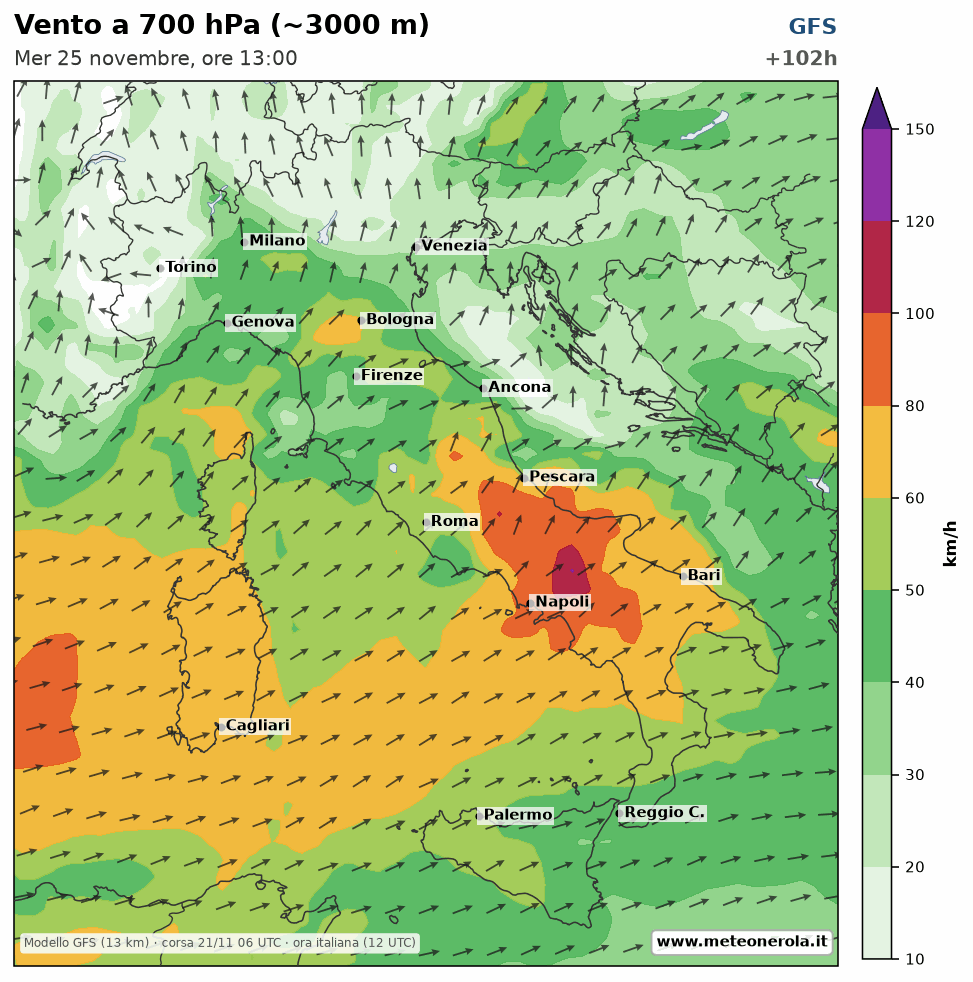 Vento a 700 hPa (~3000 m)
GFS
Mer 25 novembre, ore 13:00
+102h
150
120
100
80
60
50
40
30
20
10
km/h
Milano
Venezia
Torino
Genova
Bologna
Firenze
Ancona
Pescara
Roma
Bari
Napoli
Cagliari
Palermo
Reggio C.
Modello GFS (13 km) · corsa 21/11 06 UTC · ora italiana (12 UTC)
www.meteonerola.it